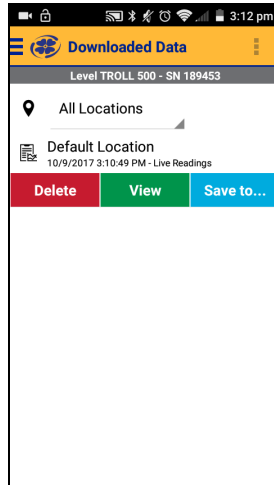 3:12 pm
Downloaded Data
Level TROLL 500 - SN 189453
All Locations
Default Location
10/9/2017 3:10:49 PM - Live Readings
Delete View Save to...